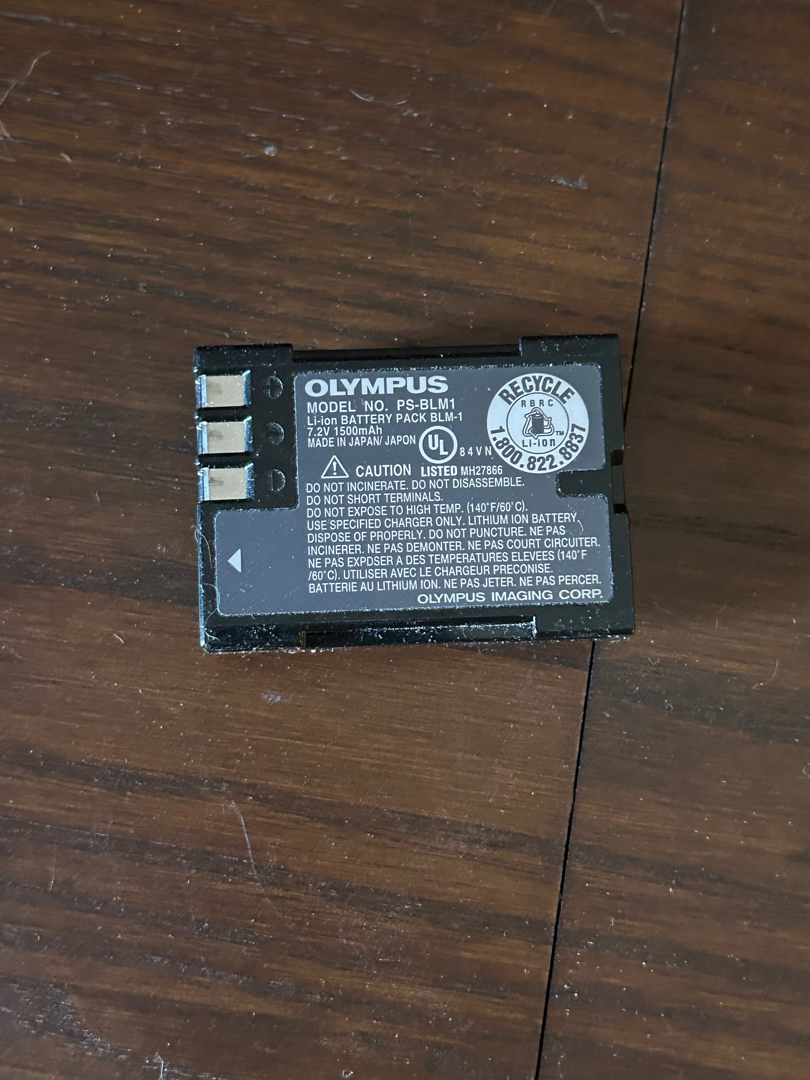 OLYMPUS
MODEL NO. PS-BLM1
Li-ion BATTERY PACK BLM-1
7.2V 1500mAh
MADE IN JAPAN/ JAPON
UL
84VN
CAUTION LISTED MH27866
DO NOT INCINERATE. DO NOT DISASSEMBLE.
DO NOT SHORT TERMINALS.
DO NOT EXPOSE TO HIGH TEMP. (140°F/60°C).
USE SPECIFIED CHARGER ONLY. LITHIUM ION BATTERY,
DISPOSE OF PROPERLY. DO NOT PUNCTURE. NE PAS
INCINERER. NE PAS DEMONTER. NE PAS COURT CIRCUITER.
NE PAS EXPDSER A DES TEMPERATURES ELEVEES (140°F
/60°C). UTILISER AVEC LE CHARGEUR PRECONISE.
BATTERIE AU LITHIUM ION. NE PAS JETER. NE PAS PERCER.
OLYMPUS IMAGING CORP.
RECYCLE
RBRC
Li-ion
TM
1.800.822.8837